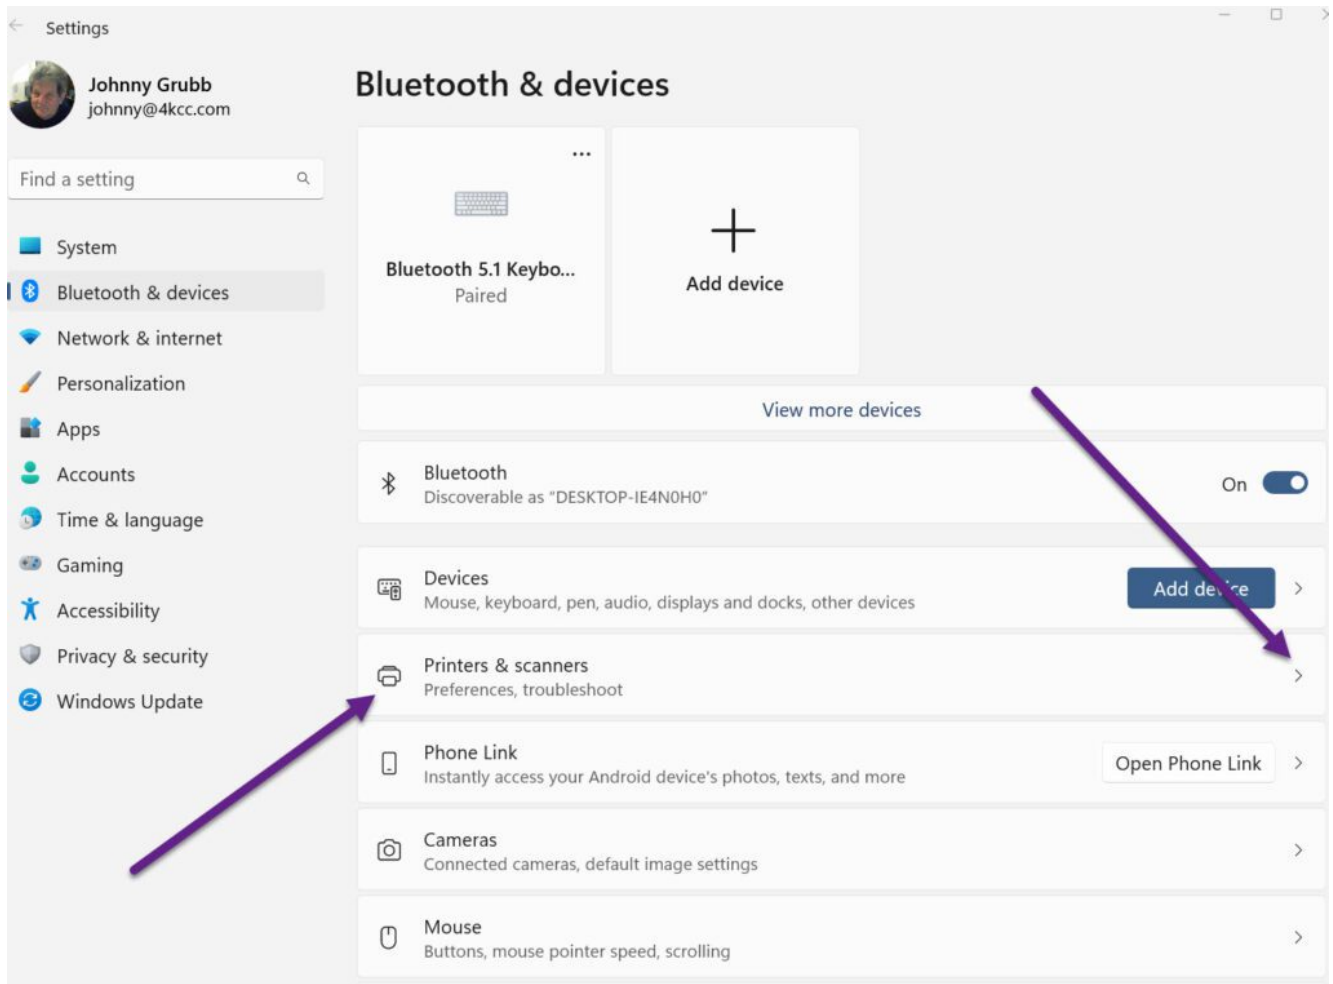 Settings
Johnny Grubb
johnny@4kcc.com
Find a setting
System
Bluetooth & devices
Network & internet
Personalization
Apps
Accounts
Time & language
Gaming
Accessibility
Privacy & security
Windows Update
Bluetooth & devices
...
Bluetooth 5.1 Keybo...
Paired
Add device
View more devices
Bluetooth
Discoverable as "DESKTOP-IE4N0H0"
On
Devices
Mouse, keyboard, pen, audio, displays and docks, other devices
Add device
Printers & scanners
Preferences, troubleshoot
Phone Link
Instantly access your Android device's photos, texts, and more
Open Phone Link
Cameras
Connected cameras, default image settings
Mouse
Buttons, mouse pointer speed, scrolling